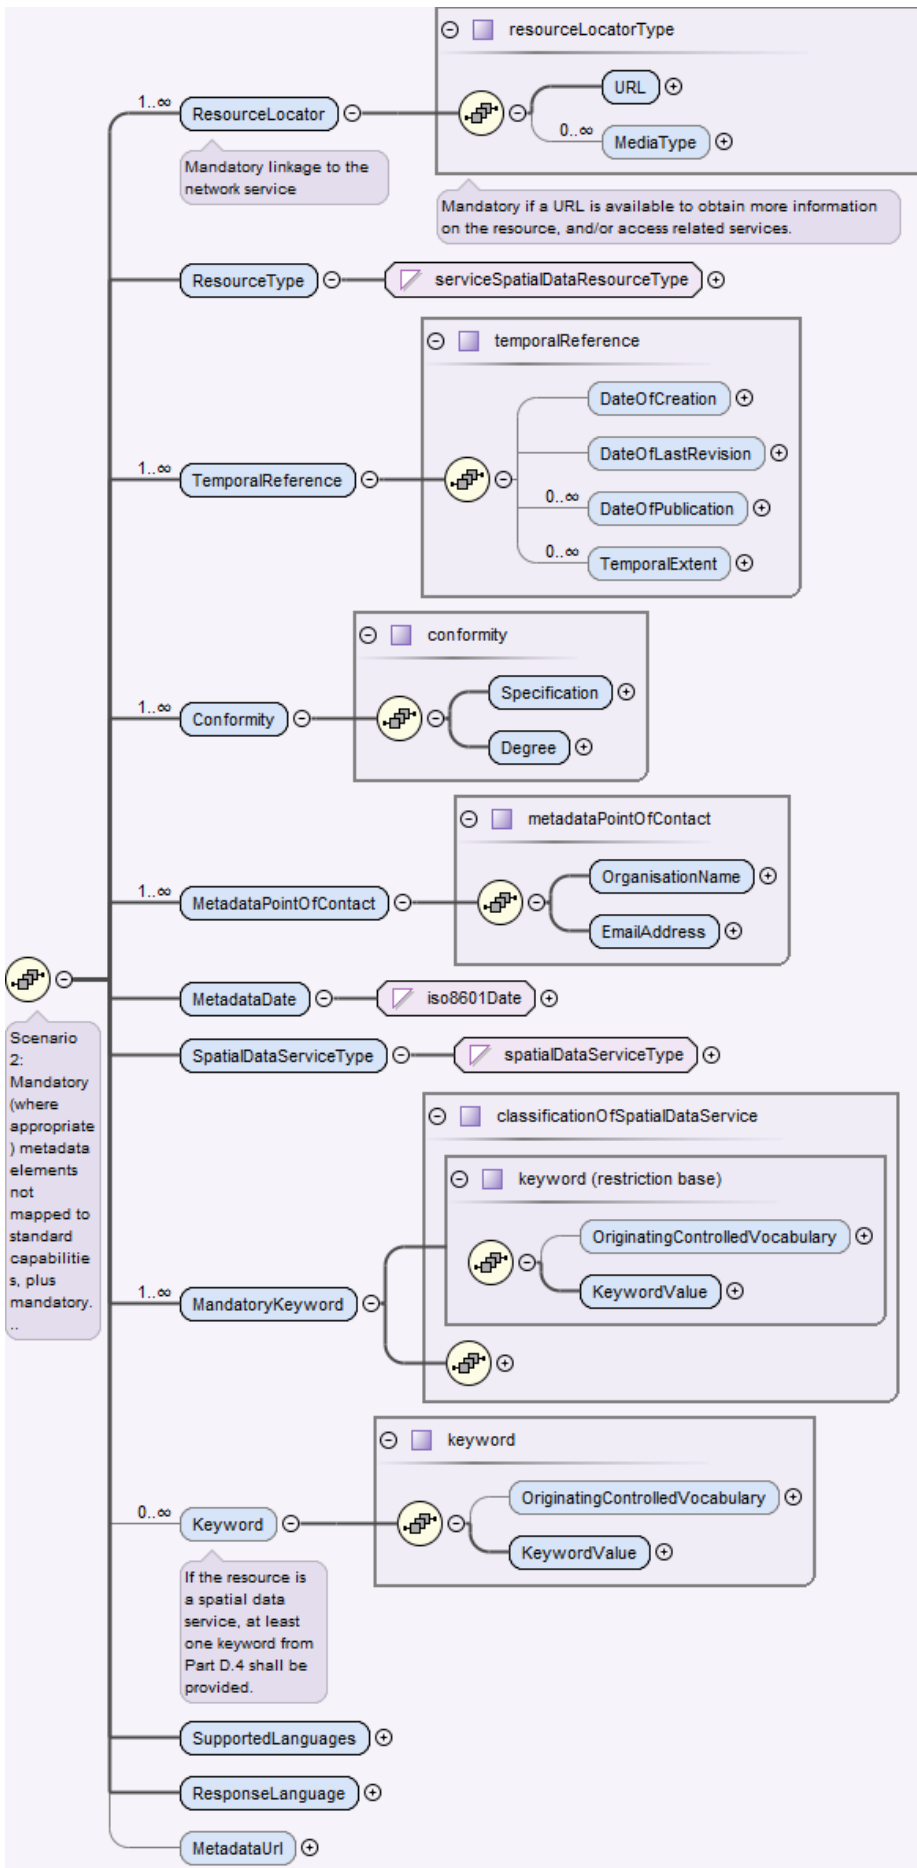 resourceLocatorType
URL
1..∞
ResourceLocator
0..∞
MediaType
Mandatory linkage to the
network service
Mandatory if a URL is available to obtain more information
on the resource, and/or access related services.
ResourceType
serviceSpatialDataResourceType
temporalReference
DateOfCreation
DateOfLastRevision
1..∞
TemporalReference
0..∞
DateOfPublication
0..∞
TemporalExtent
conformity
Specification
1..∞
Conformity
Degree
metadataPointOfContact
OrganisationName
1..∞
MetadataPointOfContact
EmailAddress
MetadataDate
iso8601Date
Scenario
2:
Mandatory
(where
appropriate
) metadata
elements
not
mapped to
standard
capabilitie
s, plus
mandatory.
..
SpatialDataServiceType
spatialDataServiceType
classificationOfSpatialDataService
keyword (restriction base)
OriginatingControlledVocabulary
KeywordValue
1..∞
MandatoryKeyword
keyword
OriginatingControlledVocabulary
0..∞
Keyword
KeywordValue
If the resource is
a spatial data
service, at least
one keyword from
Part D.4 shall be
provided.
SupportedLanguages
ResponseLanguage
MetadataUrl